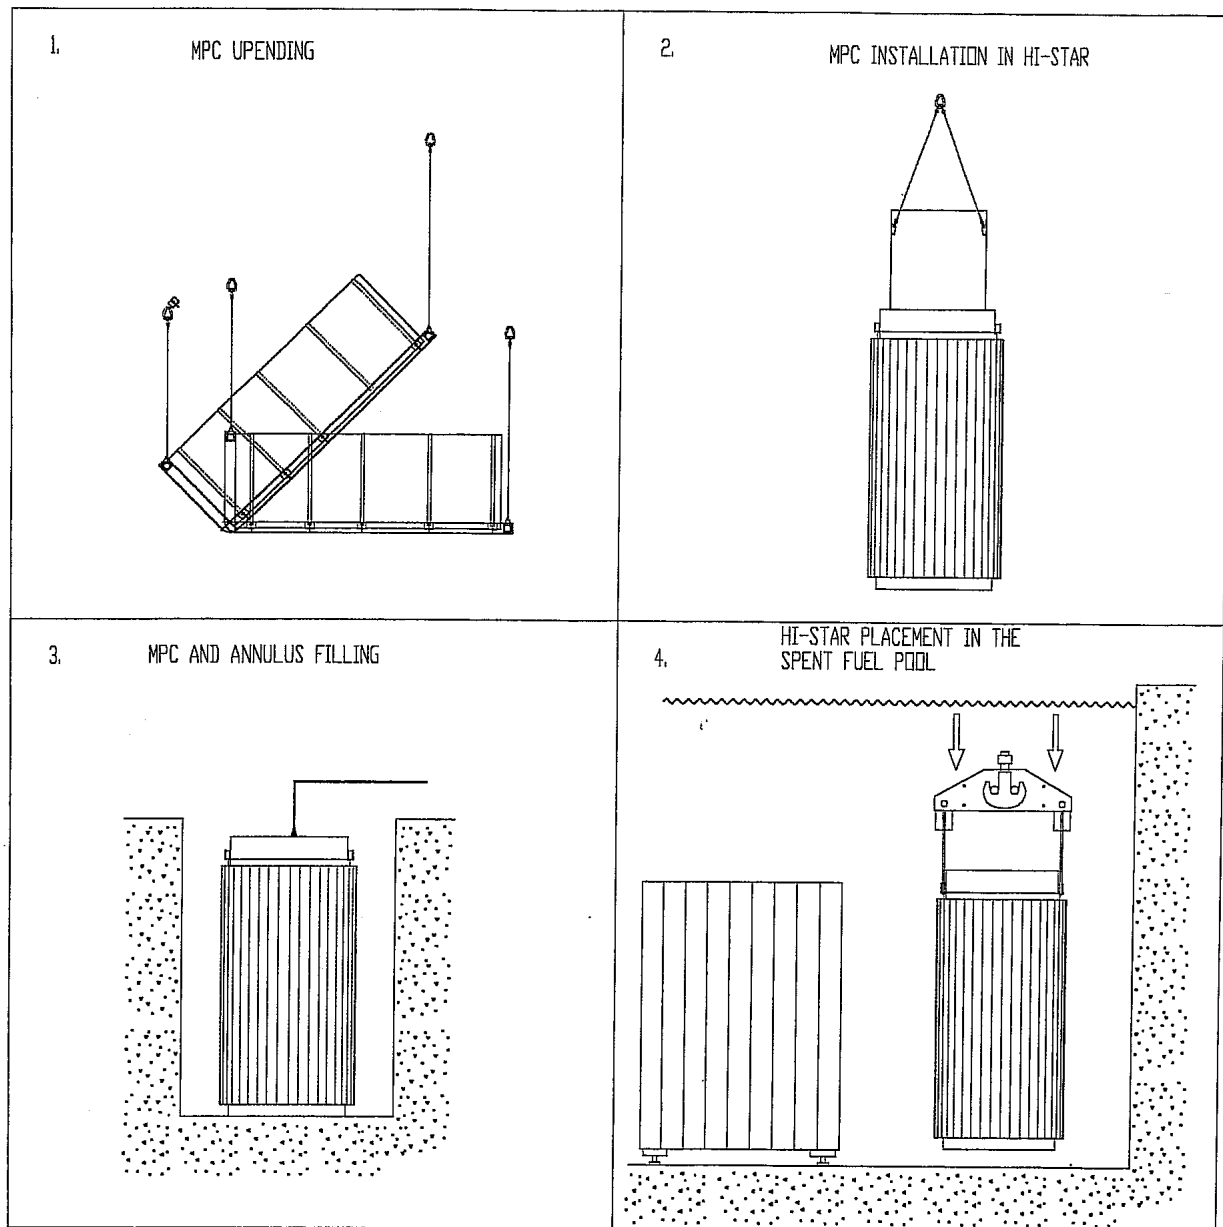 1.
MPC UPENDING
2.
MPC INSTALLATION IN HI-STAR
3.
MPC AND ANNULUS FILLING
4.
HI-STAR PLACEMENT IN THE
SPENT FUEL POOL